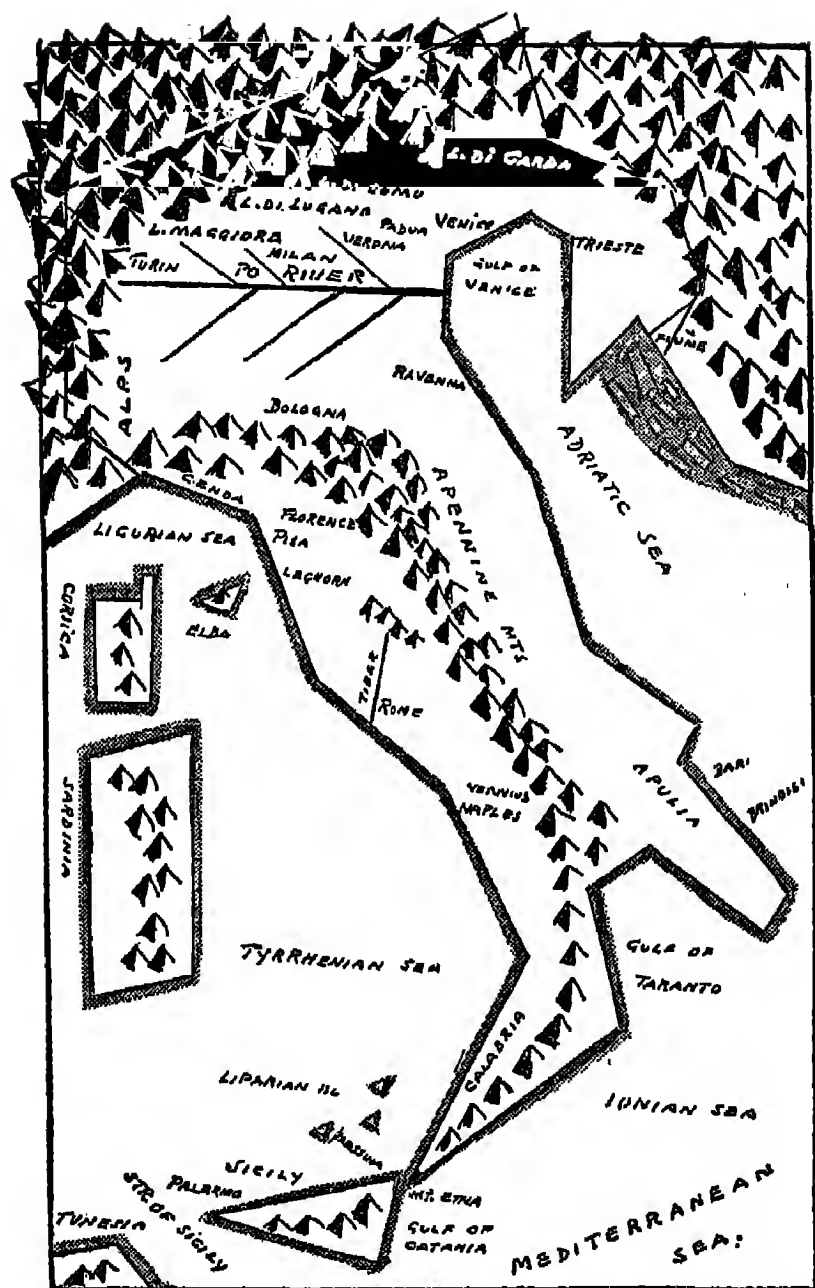 L. DI GARDA
L. DI COMO
L. DI. LUGANO
L. MAGGIORA
VERONA
PADUA
VENICE
TURIN
PO
MILAN
RIVER
GULF OF
VENICE
TRIESTE
FIUME
ALPS
RAVENNA
BOLOGNA
ADRIATIC SEA
APENNINE MTS
GENOA
LIGURIAN SEA
FLORENCE
PISA
LEGHORN
CORSICA
ELBA
TIBER
ROME
SARDINIA
NAPLES
APULIA
BARI
BRINDISI
TYRRHENIAN SEA
GULF OF
TARANTO
CALABRIA
LIPARIAN ISL
IONIAN SEA
MESSINA
SICILY
PALERMO
MT. ETNA
STR OF SICILY
GULF OF
CATANIA
TUNESIA
MEDITERRANEAN
SEA: